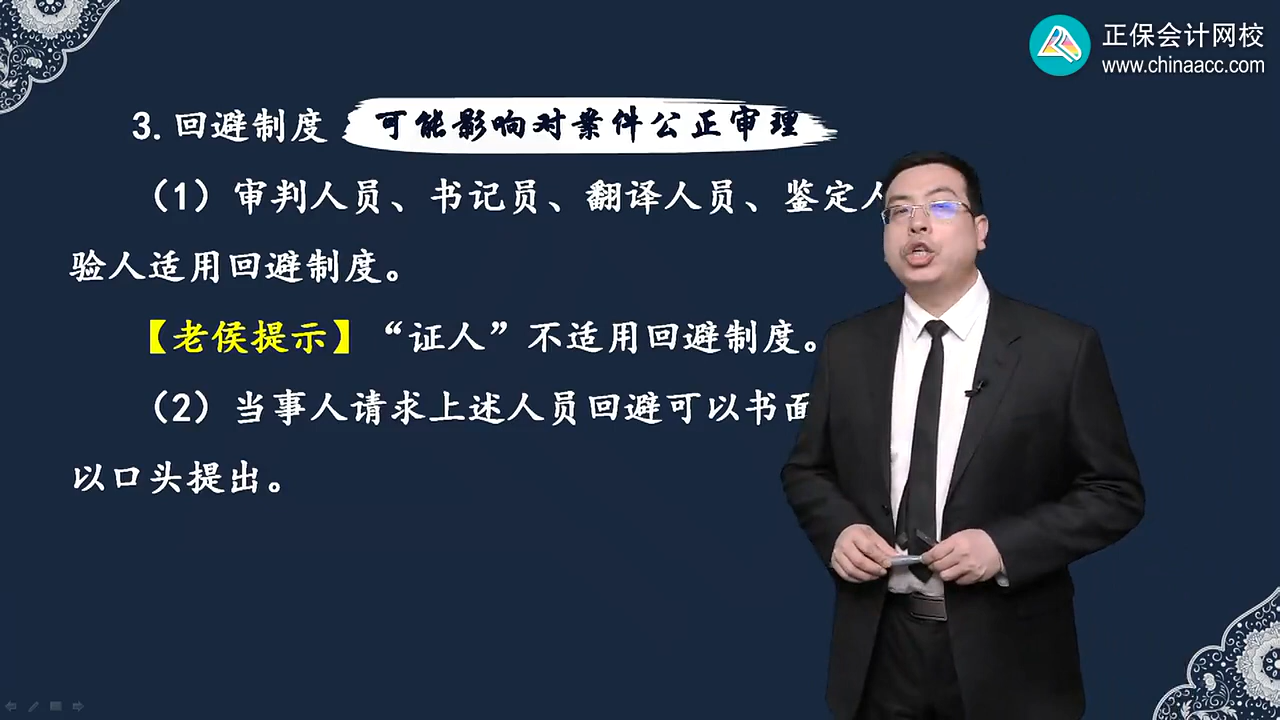 正保会计网校
www.chinaacc.com
3.回避制度 可能影响对案件公正审理
（1）审判人员、书记员、翻译人员、鉴定人
验人适用回避制度。
【老侯提示】“证人”不适用回避制度。
（2）当事人请求上述人员回避可以书面
以口头提出。